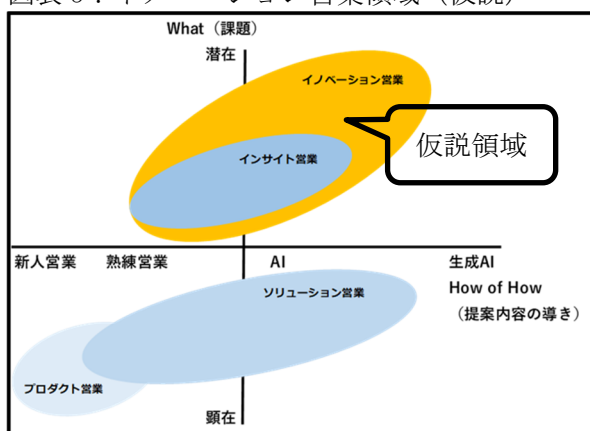 What（課題）
潜在
イノベーション営業
仮説領域
インサイト営業
新人営業 熟練営業 AI 生成AI
How of How
（提案内容の導き）
ソリューション営業
プロダクト営業
顕在